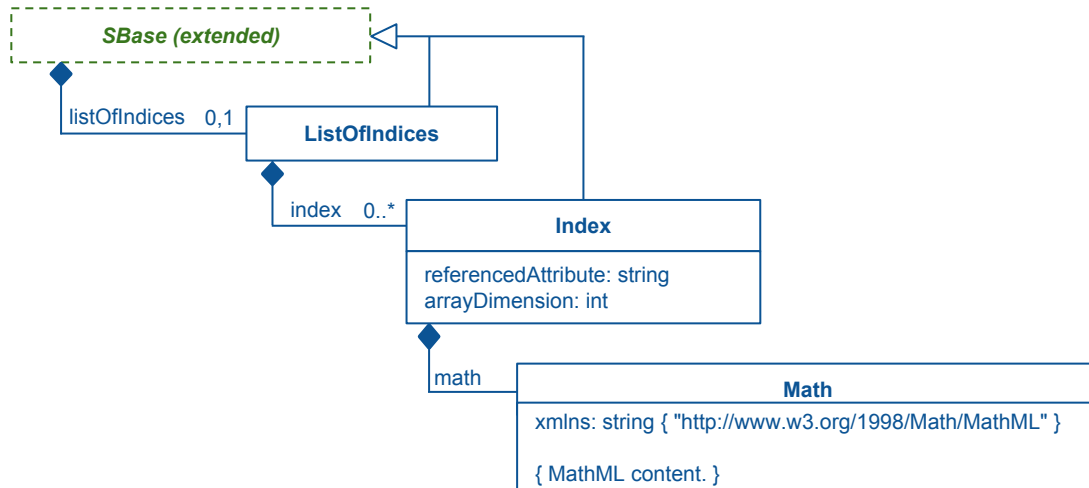 SBase (extended)
listOfIndices 0,1
ListOfIndices
index 0..*
Index
referencedAttribute: string
arrayDimension: int
math
Math
xmlns: string { "http://www.w3.org/1998/Math/MathML" }
{ MathML content. }